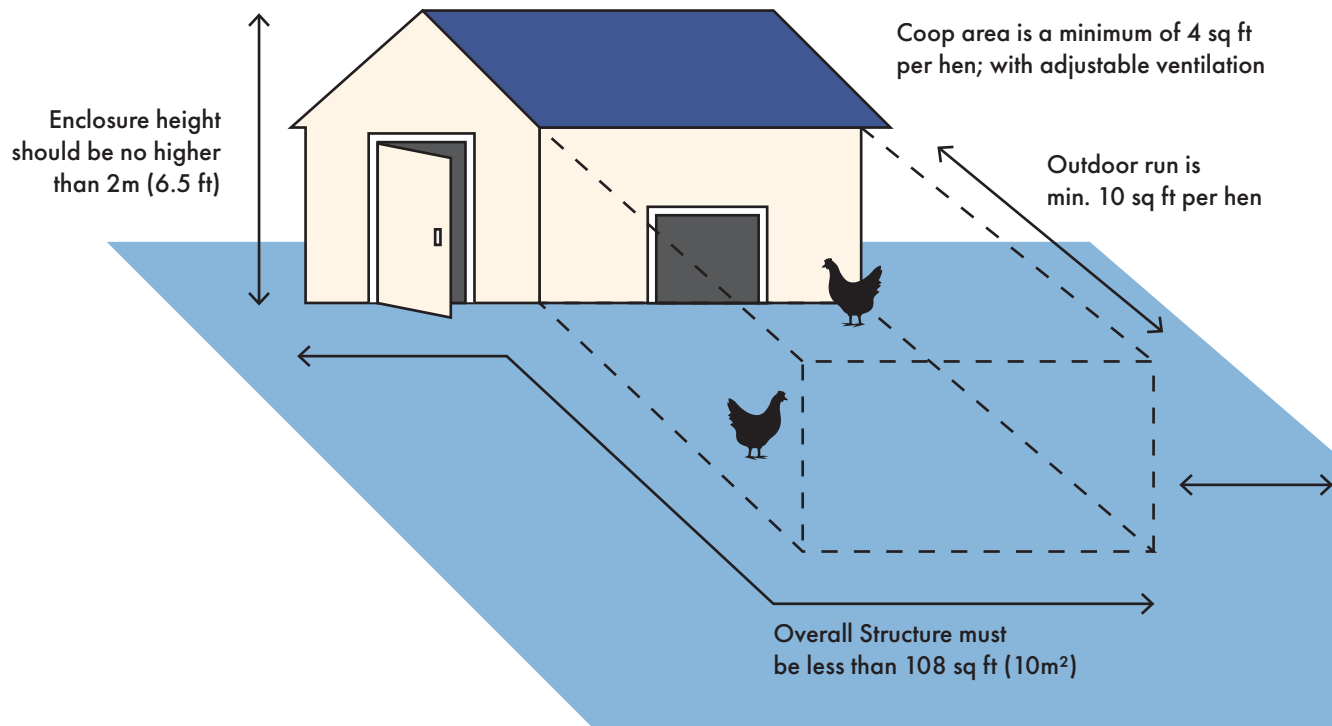 Coop area is a minimum of 4 sq ft
per hen; with adjustable ventilation
Enclosure height
should be no higher
than 2m (6.5 ft)
Outdoor run is
min. 10 sq ft per hen
Overall Structure must
be less than 108 sq ft (10m²)